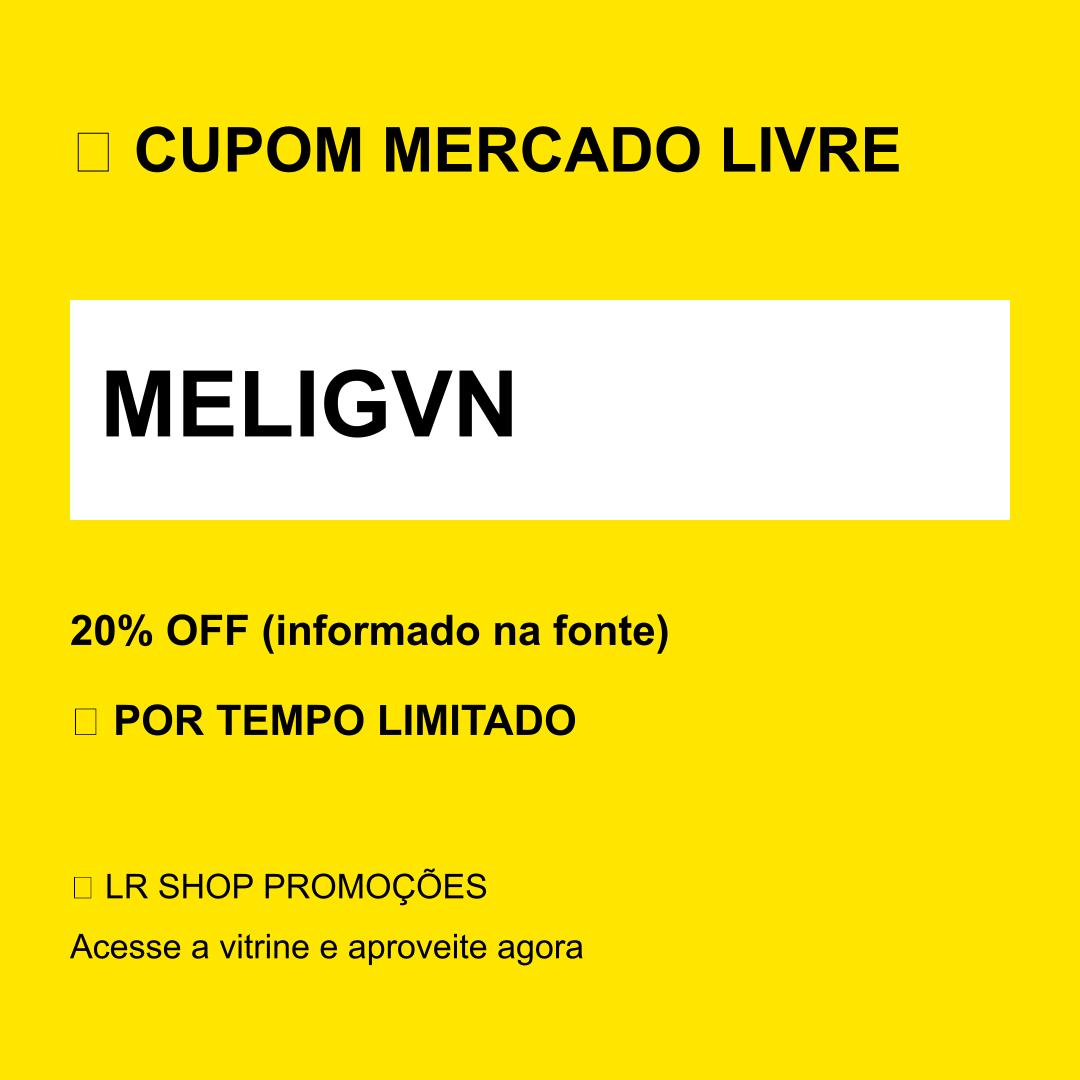 CUPOM MERCADO LIVRE
MELIGVN
20% OFF (informado na fonte)
POR TEMPO LIMITADO
LR SHOP PROMOÇÕES
Acesse a vitrine e aproveite agora